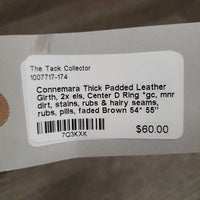 The Tack Collector
1007717-174
Connemara Thick Padded Leather
Girth, 2x els, Center D Ring *gc, mnr
dirt, stains, rubs & hairy seams,
rubs, pills, faded Brown 54" 55"
7Q3KXK
$60.00